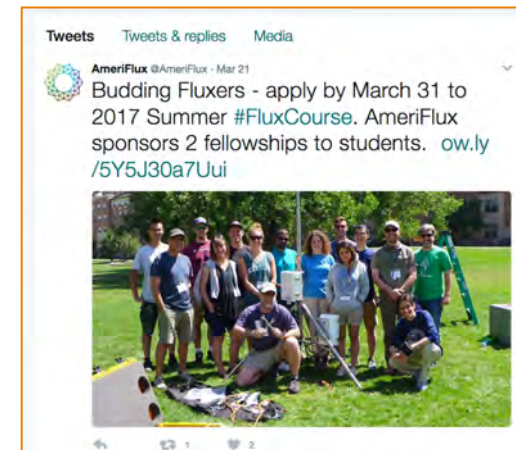 Tweets Tweets & replies Media
AmeriFlux @AmeriFlux · Mar 21
Budding Fluxers - apply by March 31 to
2017 Summer #FluxCourse. AmeriFlux
sponsors 2 fellowships to students. ow.ly
/5Y5J30a7Uui
1 2